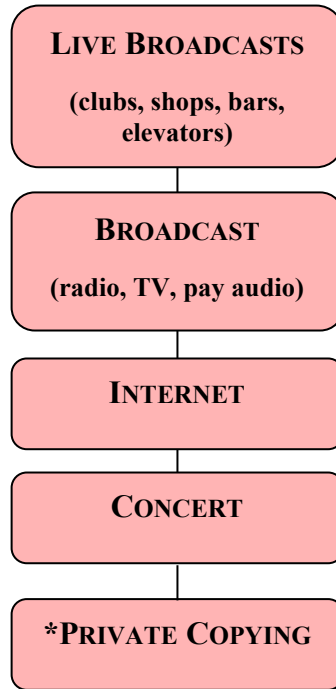 LIVE BROADCASTS
(clubs, shops, bars,
elevators)
BROADCAST
(radio, TV, pay audio)
INTERNET
CONCERT
*PRIVATE COPYING